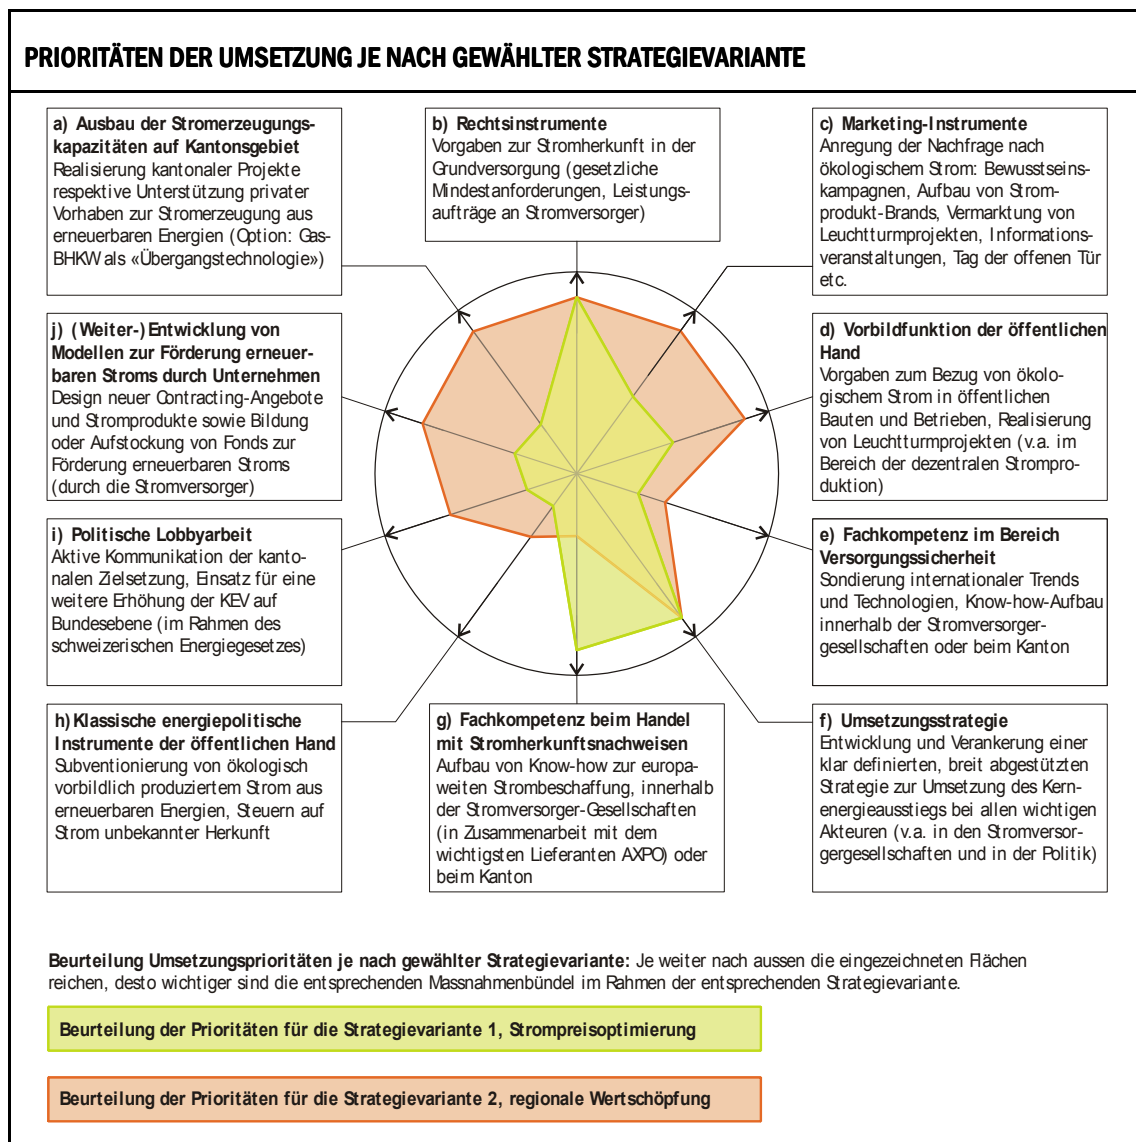 PRIORITÄTEN DER UMSETZUNG JE NACH GEWÄHLTER STRATEGIEVARIANTE
a) Ausbau der Stromerzeugungs-
kapazitäten auf Kantonsgebiet
Realisierung kantonaler Projekte
respektive Unterstützung privater
Vorhaben zur Stromerzeugung aus
erneuerbaren Energien (Option: Gas-
BHKW als «Übergangstechnologie»)
b) Rechtsinstrumente
Vorgaben zur Stromherkunft in der
Grundversorgung (gesetzliche
Mindestanforderungen, Leistungs-
aufträge an Stromversorger)
c) Marketing-Instrumente
Anregung der Nachfrage nach
ökologischem Strom: Bewusstseins-
kampagnen, Aufbau von Strom-
produkt-Brands, Vermarktung von
Leuchtturmprojekten, Informations-
veranstaltungen, Tag der offenen Tür
etc.
j) (Weiter-)Entwicklung von
Modellen zur Förderung erneuer-
baren Stroms durch Unternehmen
Design neuer Contracting-Angebote
und Stromprodukte sowie Bildung
oder Aufstockung von Fonds zur
Förderung erneuerbaren Stroms
(durch die Stromversorger)
d) Vorbildfunktion der öffentlichen
Hand
Vorgaben zum Bezug von ökolo-
gischem Strom in öffentlichen
Bauten und Betrieben, Realisierung
von Leuchtturmprojekten (v.a. im
Bereich der dezentralen Strompro-
duktion)
i) Politische Lobbyarbeit
Aktive Kommunikation der kanto-
nalen Zielsetzung, Einsatz für eine
weitere Erhöhung der KEV auf
Bundesebene (im Rahmen des
schweizerischen Energiegesetzes)
e) Fachkompetenz im Bereich
Versorgungssicherheit
Sondierung internationaler Trends
und Technologien, Know-how-Aufbau
innerhalb der Stromversorger-
gesellschaften oder beim Kanton
h) Klassische energiepolitische
Instrumente der öffentlichen Hand
Subventionierung von ökologisch
vorbildlich produziertem Strom aus
erneuerbaren Energien, Steuern auf
Strom unbekannter Herkunft
g) Fachkompetenz beim Handel
mit Stromherkunftsnachweisen
Aufbau von Know-how zur europa-
weiten Strombeschaffung, innerhalb
der Stromversorger-Gesellschaften
(in Zusammenarbeit mit dem
wichtigsten Lieferanten AXPO) oder
beim Kanton
f) Umsetzungsstrategie
Entwicklung und Verankerung einer
klar definierten, breit abgestützten
Strategie zur Umsetzung des Kern-
energieausstiegs bei allen wichtigen
Akteuren (v.a. in den Stromversor-
gergesellschaften und in der Politik)
Beurteilung Umsetzungsprioritäten je nach gewählter Strategievariante: Je weiter nach aussen die eingezeichneten Flächen
reichen, desto wichtiger sind die entsprechenden Massnahmenbündel im Rahmen der entsprechenden Strategievariante.
Beurteilung der Prioritäten für die Strategievariante 1, Strompreisoptimierung
Beurteilung der Prioritäten für die Strategievariante 2, regionale Wertschöpfung